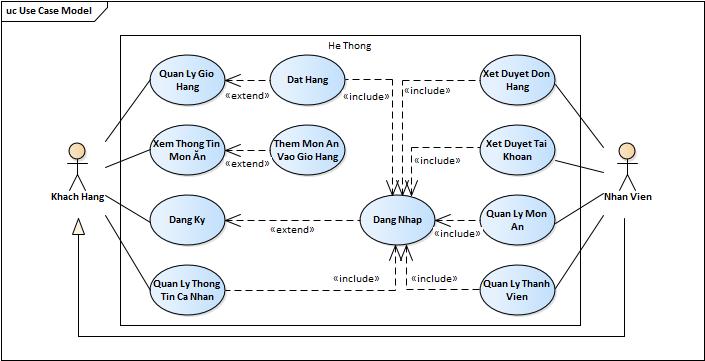 uc Use Case Model
He Thong
Quan Ly Gio
Hang
Dat Hang
Xet Duyet Don
Hang
«extend»
«include»
«include»
Xem Thong Tin
Mon Ăn
Them Mon An
Vao Gio Hang
Xet Duyet Tai
Khoan
«extend»
«include»
Khach Hang
Nhan Vien
Dang Ky
Dang Nhap
Quan Ly Mon
An
«extend»
«include»
Quan Ly Thong
Tin Ca Nhan
«include»
«include»
Quan Ly Thanh
Vien